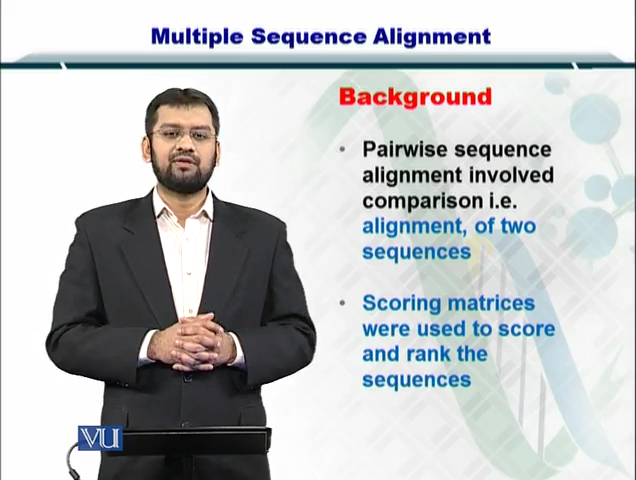 Multiple Sequence Alignment
Background
• Pairwise sequence
alignment involved
comparison i.e.
alignment, of two
sequences
• Scoring matrices
were used to score
and rank the
sequences
VU